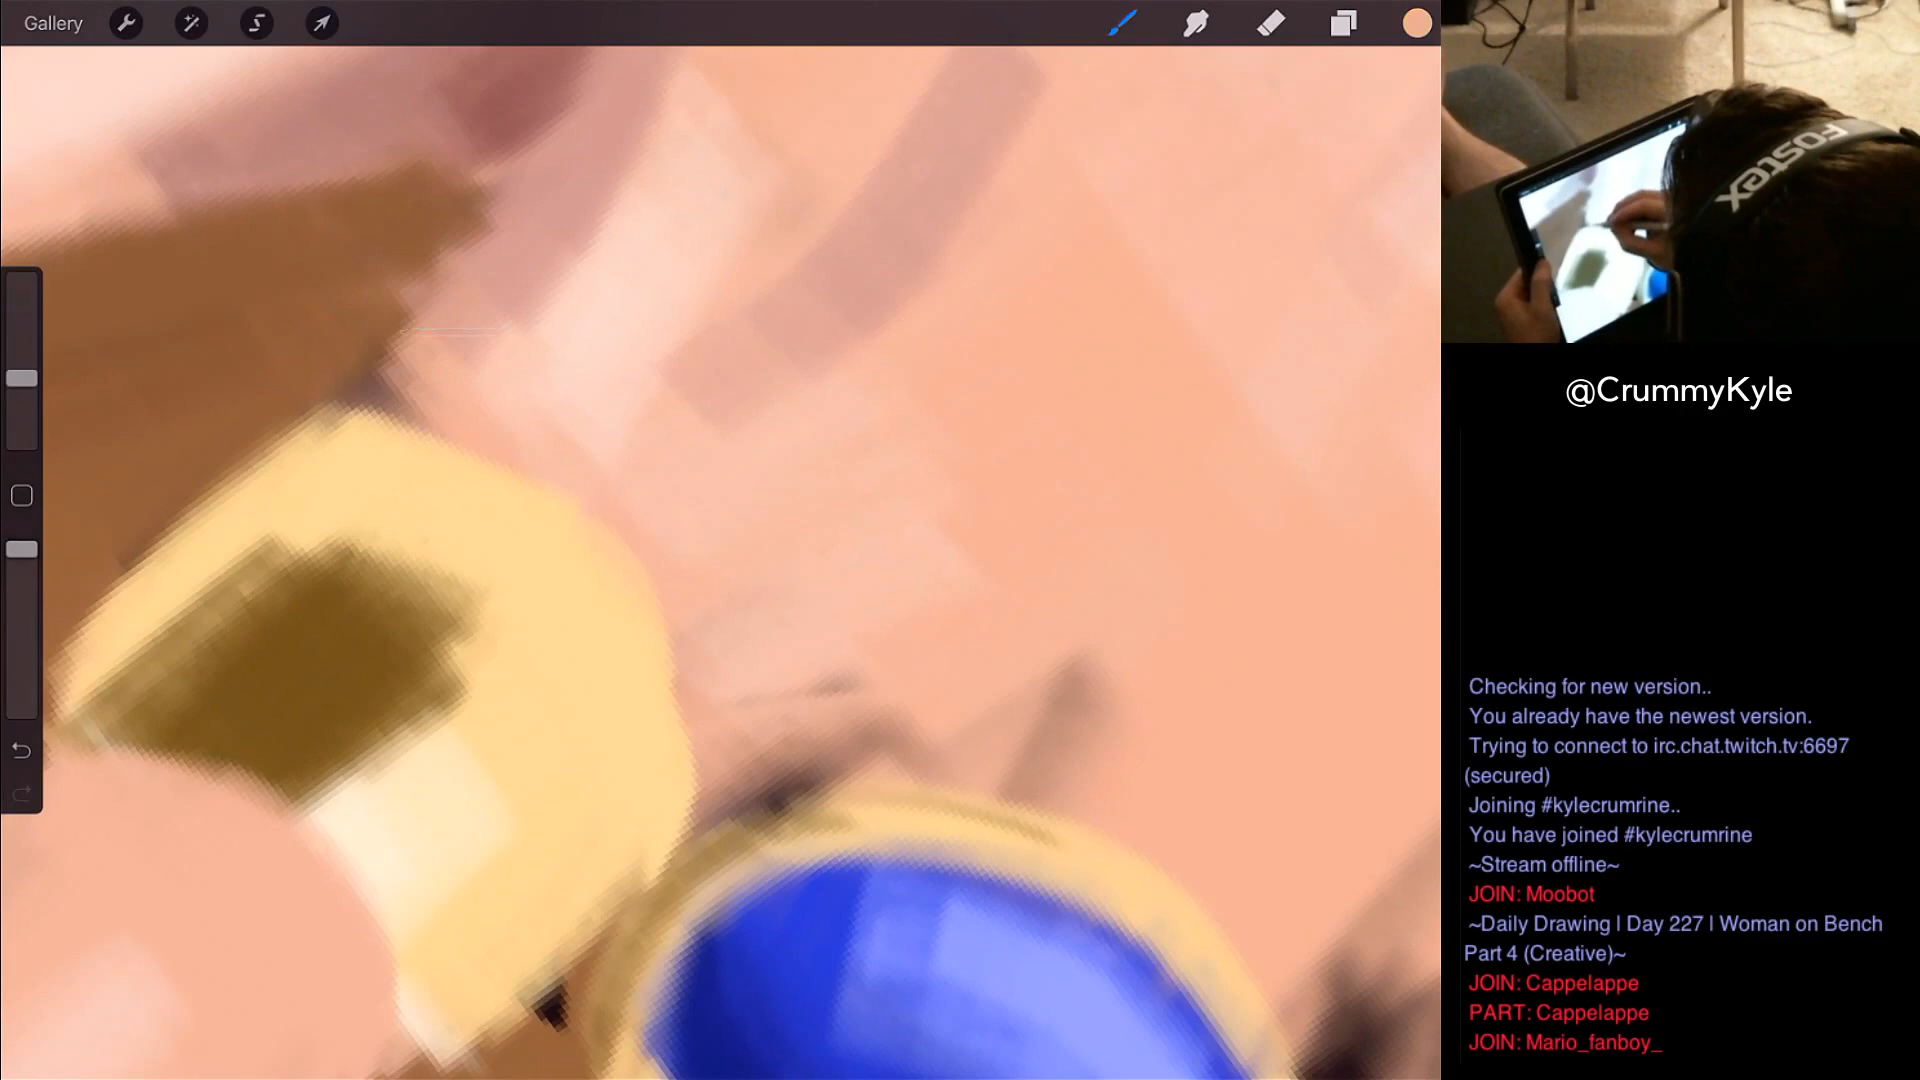 Gallery
FOSTEX
@CrummyKyle
Checking for new version..
You already have the newest version.
Trying to connect to irc.chat.twitch.tv:6697
(secured)
Joining #kylecrumrine..
You have joined #kylecrumrine
~Stream offline~
JOIN: Moobot
~Daily Drawing | Day 227 | Woman on Bench
Part 4 (Creative)~
JOIN: Cappelappe
PART: Cappelappe
JOIN: Mario_fanboy_